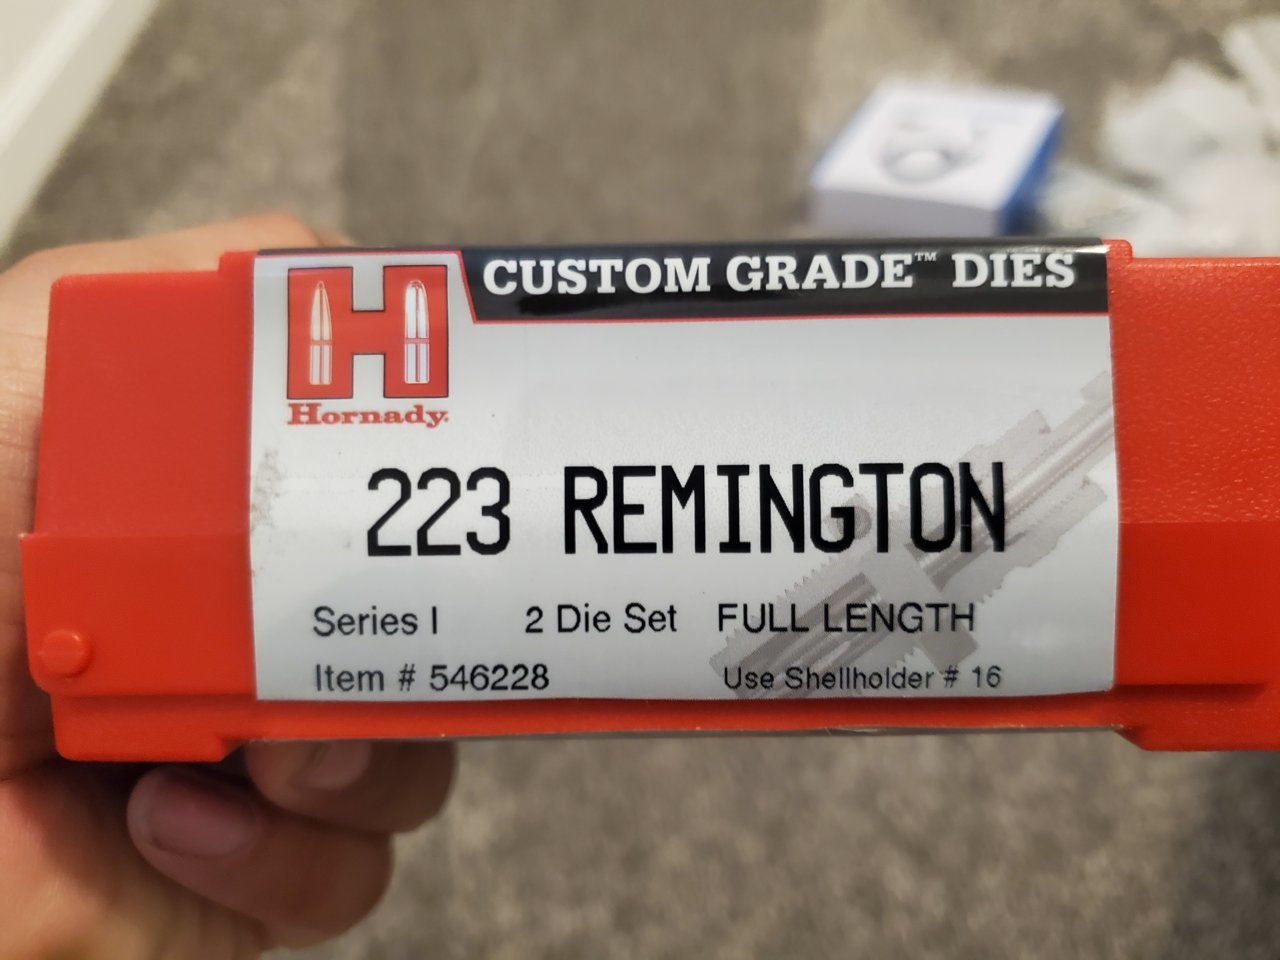 CUSTOM GRADE™ DIES
Hornady.
223 REMINGTON
Series I 2 Die Set FULL LENGTH
Item # 546228 Use Shellholder # 16